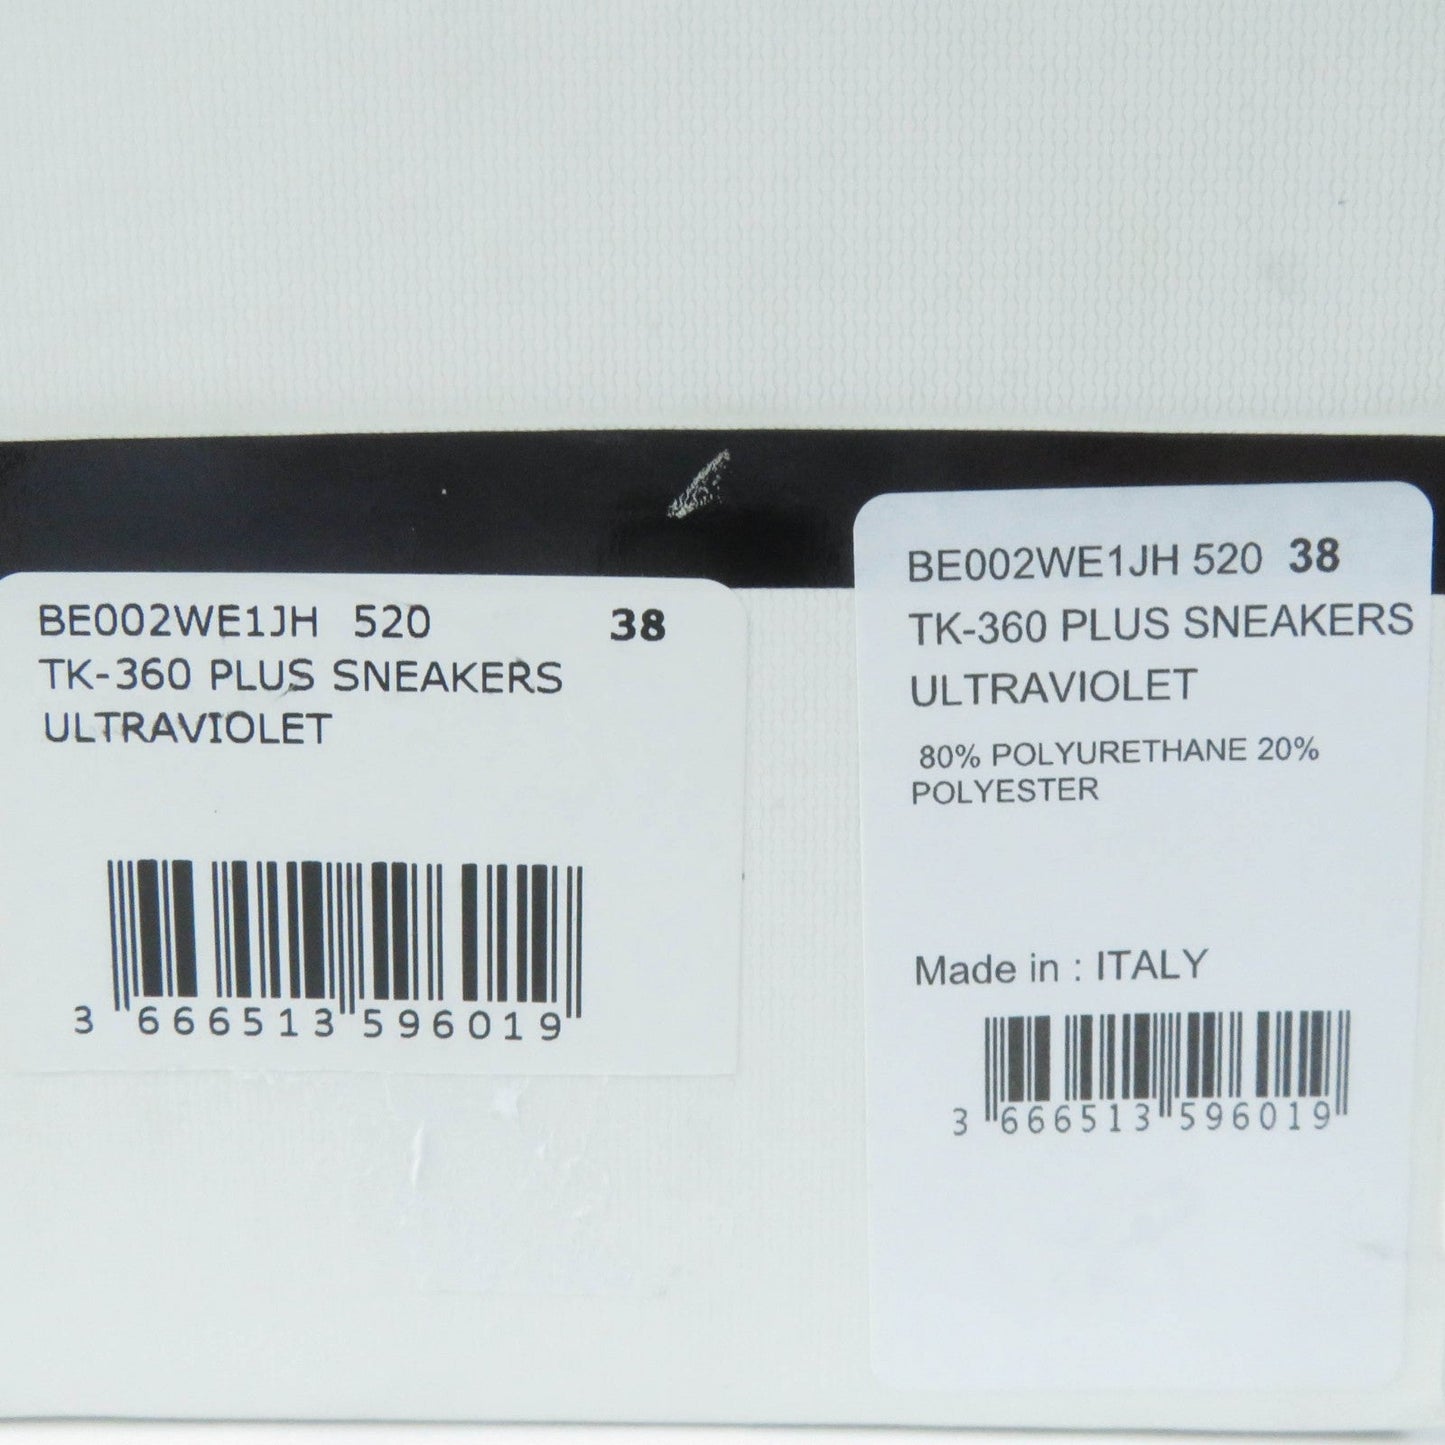 BE002WE1JH 520 38
TK-360 PLUS SNEAKERS
ULTRAVIOLET
3 666513 596019
BE002WE1JH 520 38
TK-360 PLUS SNEAKERS
ULTRAVIOLET
80% POLYURETHANE 20%
POLYESTER
Made in : ITALY
3 666513 596019